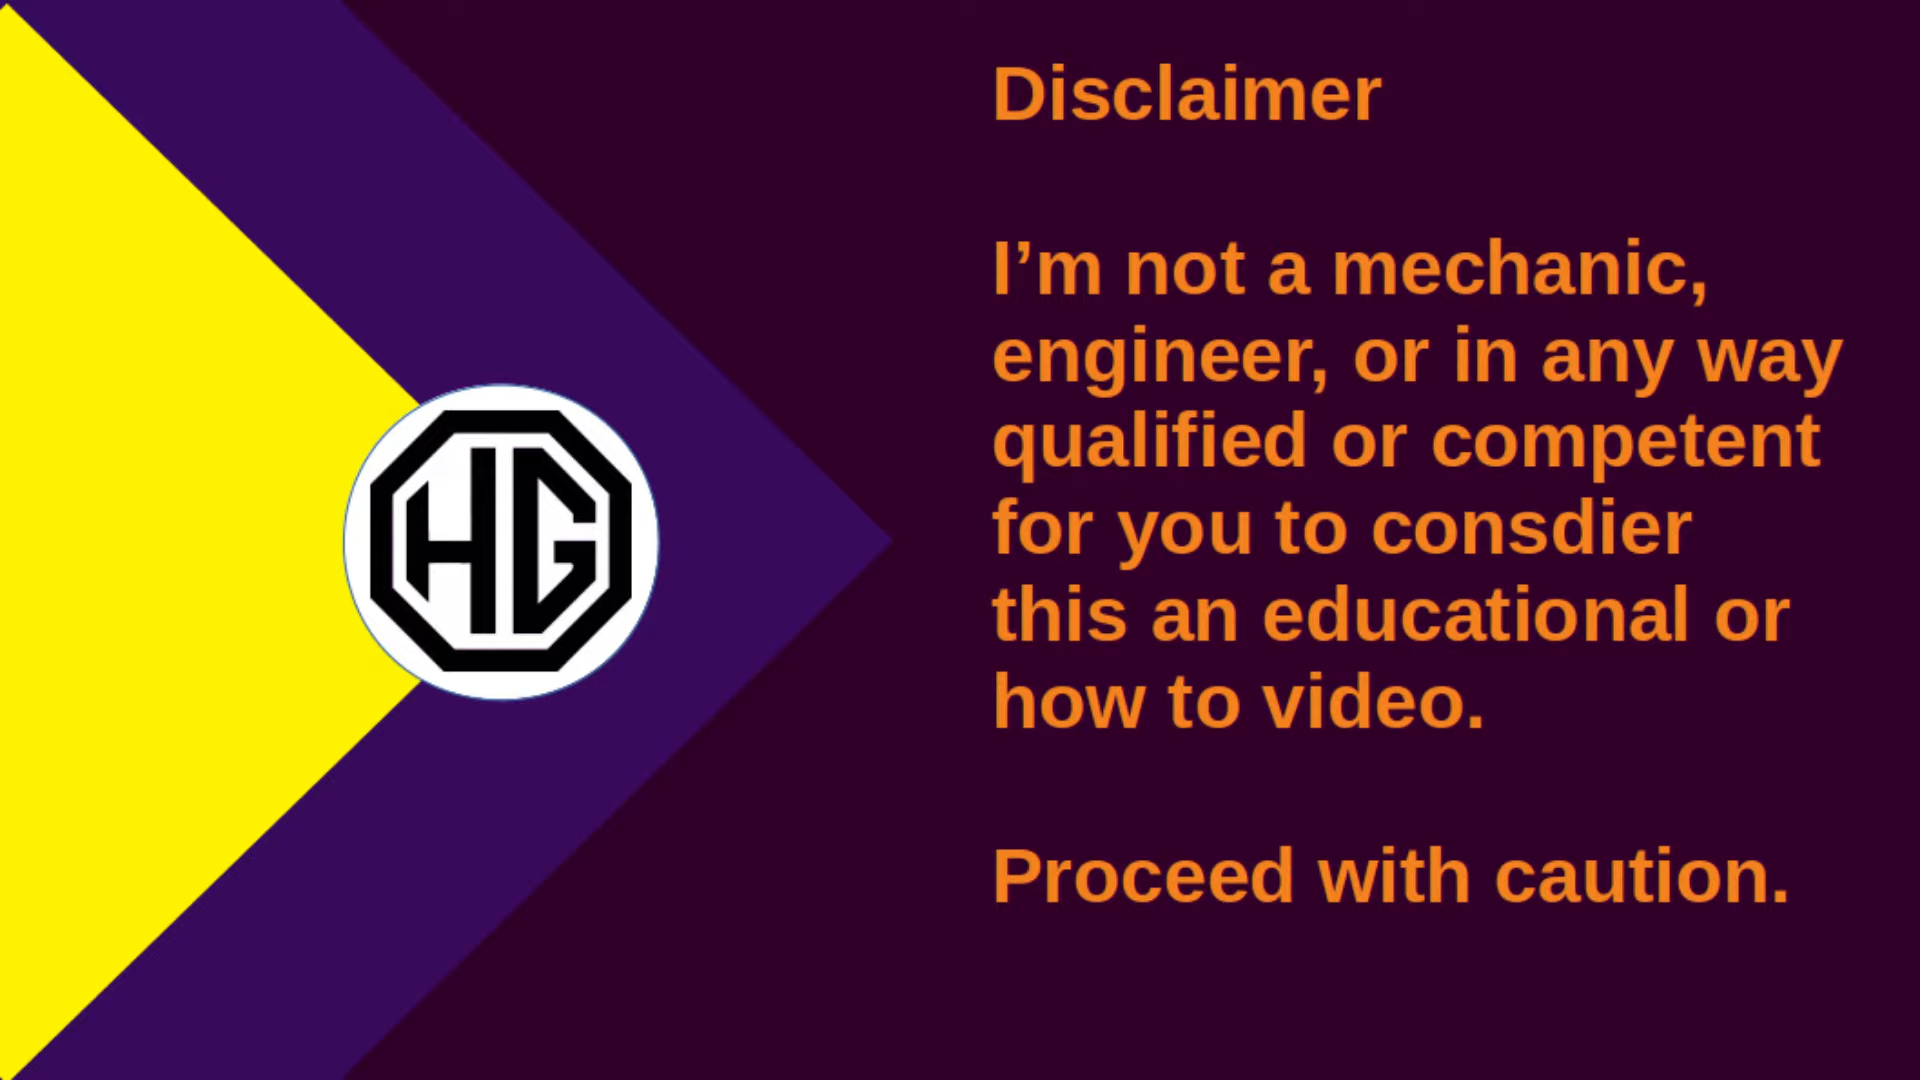 HG
Disclaimer
I’m not a mechanic,
engineer, or in any way
qualified or competent
for you to consdier
this an educational or
how to video.
Proceed with caution.